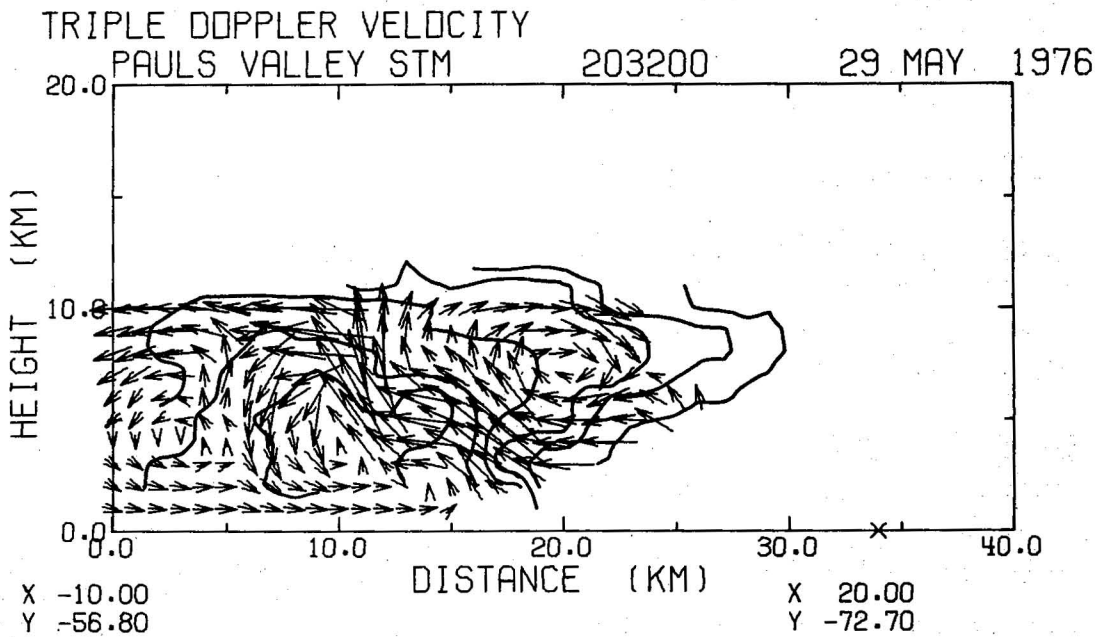 TRIPLE DOPPLER VELOCITY
PAULS VALLEY STM 203200 29 MAY 1976
20.0
10.0
0.0
HEIGHT (KM)
0.0 10.0 20.0 30.0 40.0
DISTANCE (KM)
X -10.00 X 20.00
Y -56.80 Y -72.70